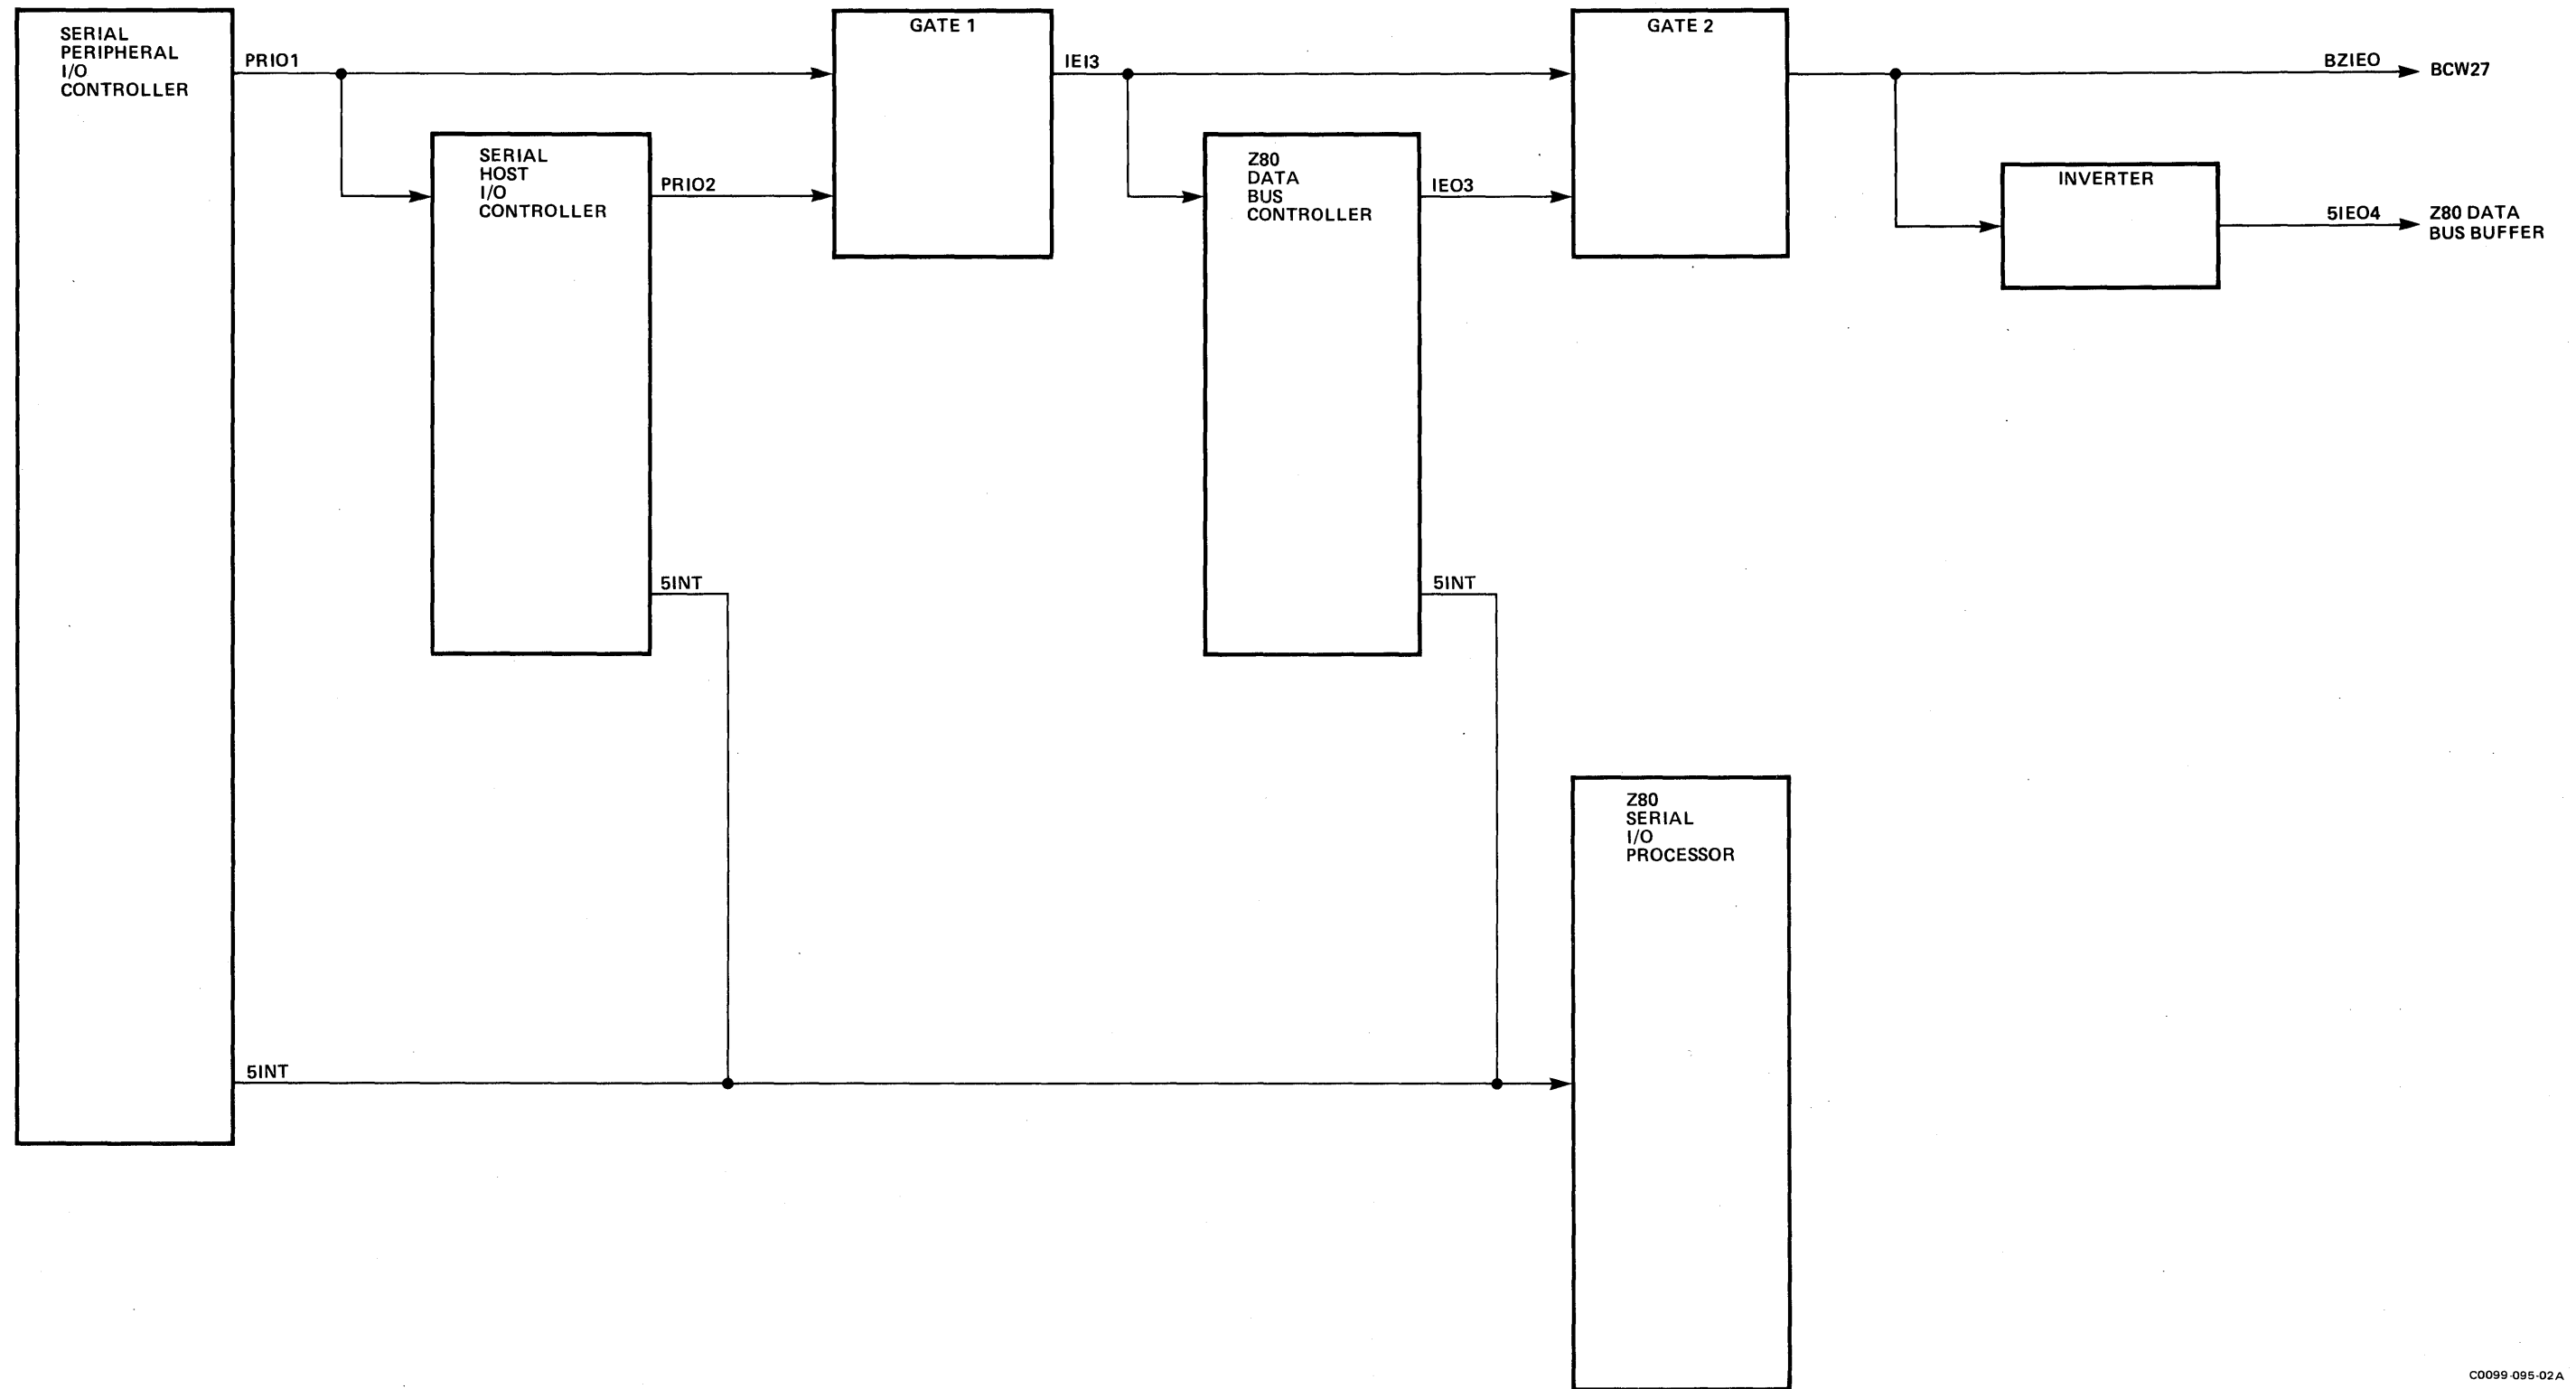 SERIAL
PERIPHERAL
I/O
CONTROLLER
PRIO1
GATE 1
IEI3
GATE 2
BZIEO
BCW27
SERIAL
HOST
I/O
CONTROLLER
PRIO2
Z80
DATA
BUS
CONTROLLER
IEO3
INVERTER
5IEO4
Z80 DATA
BUS BUFFER
5INT
5INT
Z80
SERIAL
I/O
PROCESSOR
5INT
C0099-095-02A